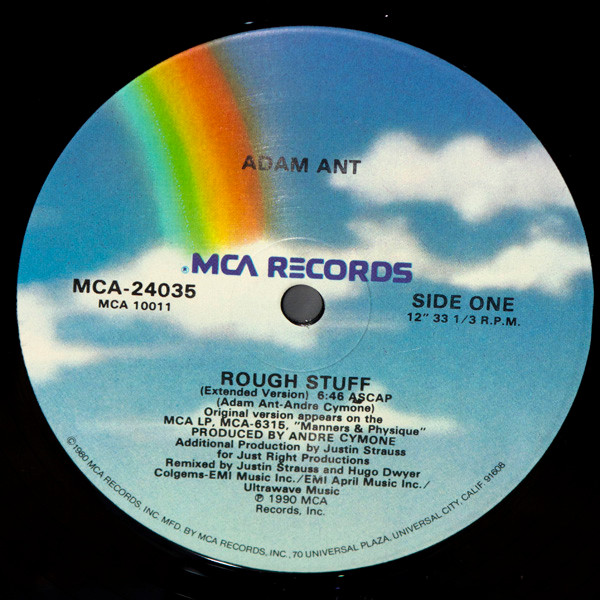 ADAM ANT
MCA RECORDS
MCA-24035
MCA 10011
SIDE ONE
12" 33 1/3 R.P.M.
ROUGH STUFF
(Extended Version) 6:46 ASCAP
(Adam Ant-Andre Cymone)
Original version appears on the
MCA LP, MCA-6315, "Manners & Physique"
PRODUCED BY ANDRE CYMONE
Additional Production by Justin Strauss
for Just Right Productions
Remixed by Justin Strauss and Hugo Dwyer
Colgems-EMI Music Inc./EMI April Music Inc./
Ultrawave Music
℗ 1990 MCA
Records, Inc.
©1980 MCA RECORDS, INC. MFD. BY MCA RECORDS, INC., 70 UNIVERSAL PLAZA, UNIVERSAL CITY, CALIF. 91608